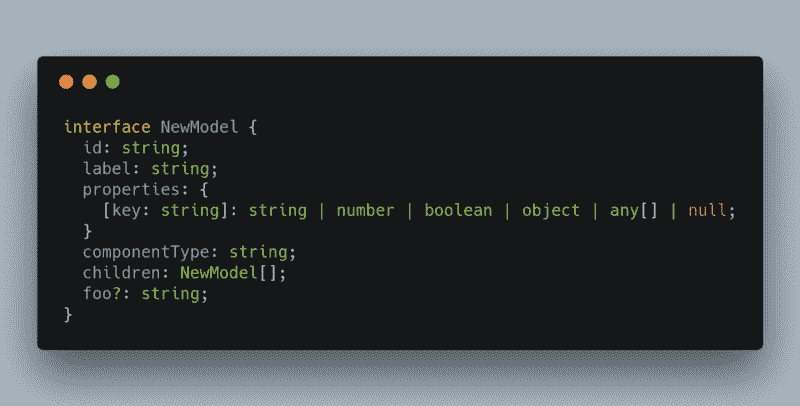 interface NewModel {
  id: string;
  label: string;
  properties: {
    [key: string]: string | number | boolean | object | any[] | null;
  }
  componentType: string;
  children: NewModel[];
  foo?: string;
}